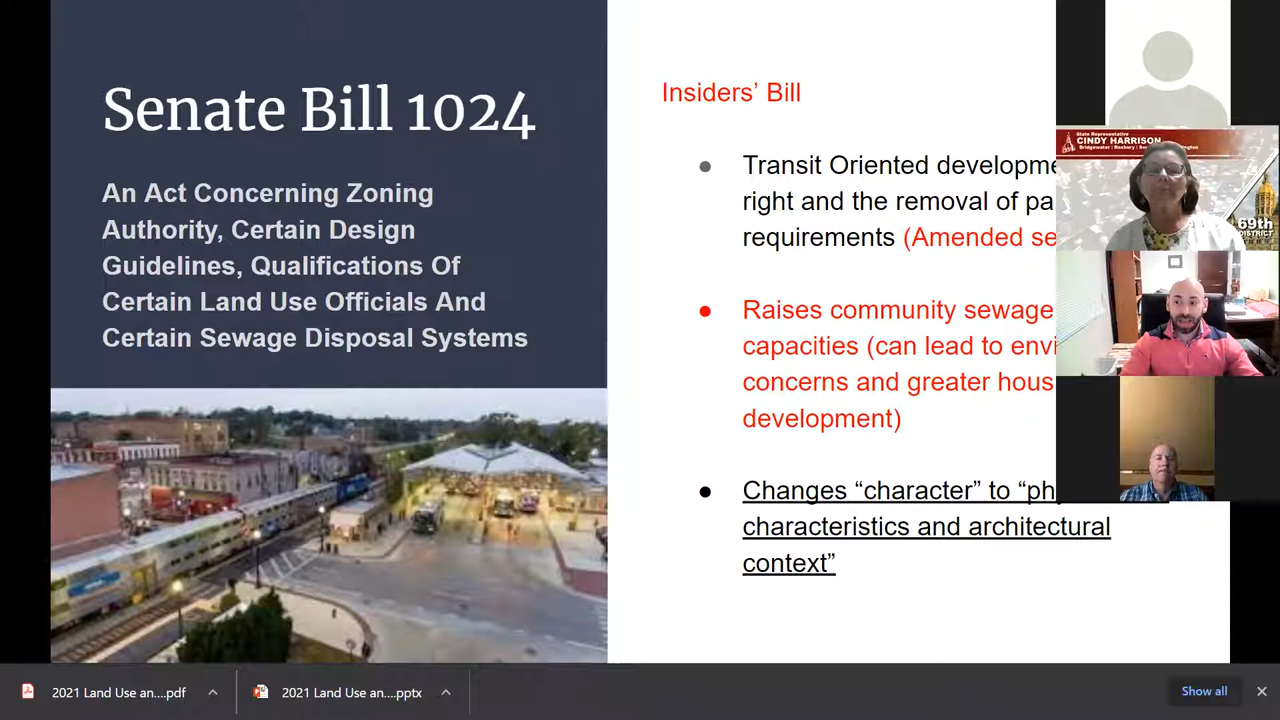 Senate Bill 1024
An Act Concerning Zoning
Authority, Certain Design
Guidelines, Qualifications Of
Certain Land Use Officials And
Certain Sewage Disposal Systems
Insiders’ Bill
Transit Oriented developme
right and the removal of pa
requirements (Amended se
Raises community sewage
capacities (can lead to envi
concerns and greater hous
development)
Changes “character” to “ph
characteristics and architectural
context”
State Representative
CINDY HARRISON
Bridgewater | Roxbury
69th
DISTRICT
2021 Land Use an....pdf
2021 Land Use an....pptx
Show all